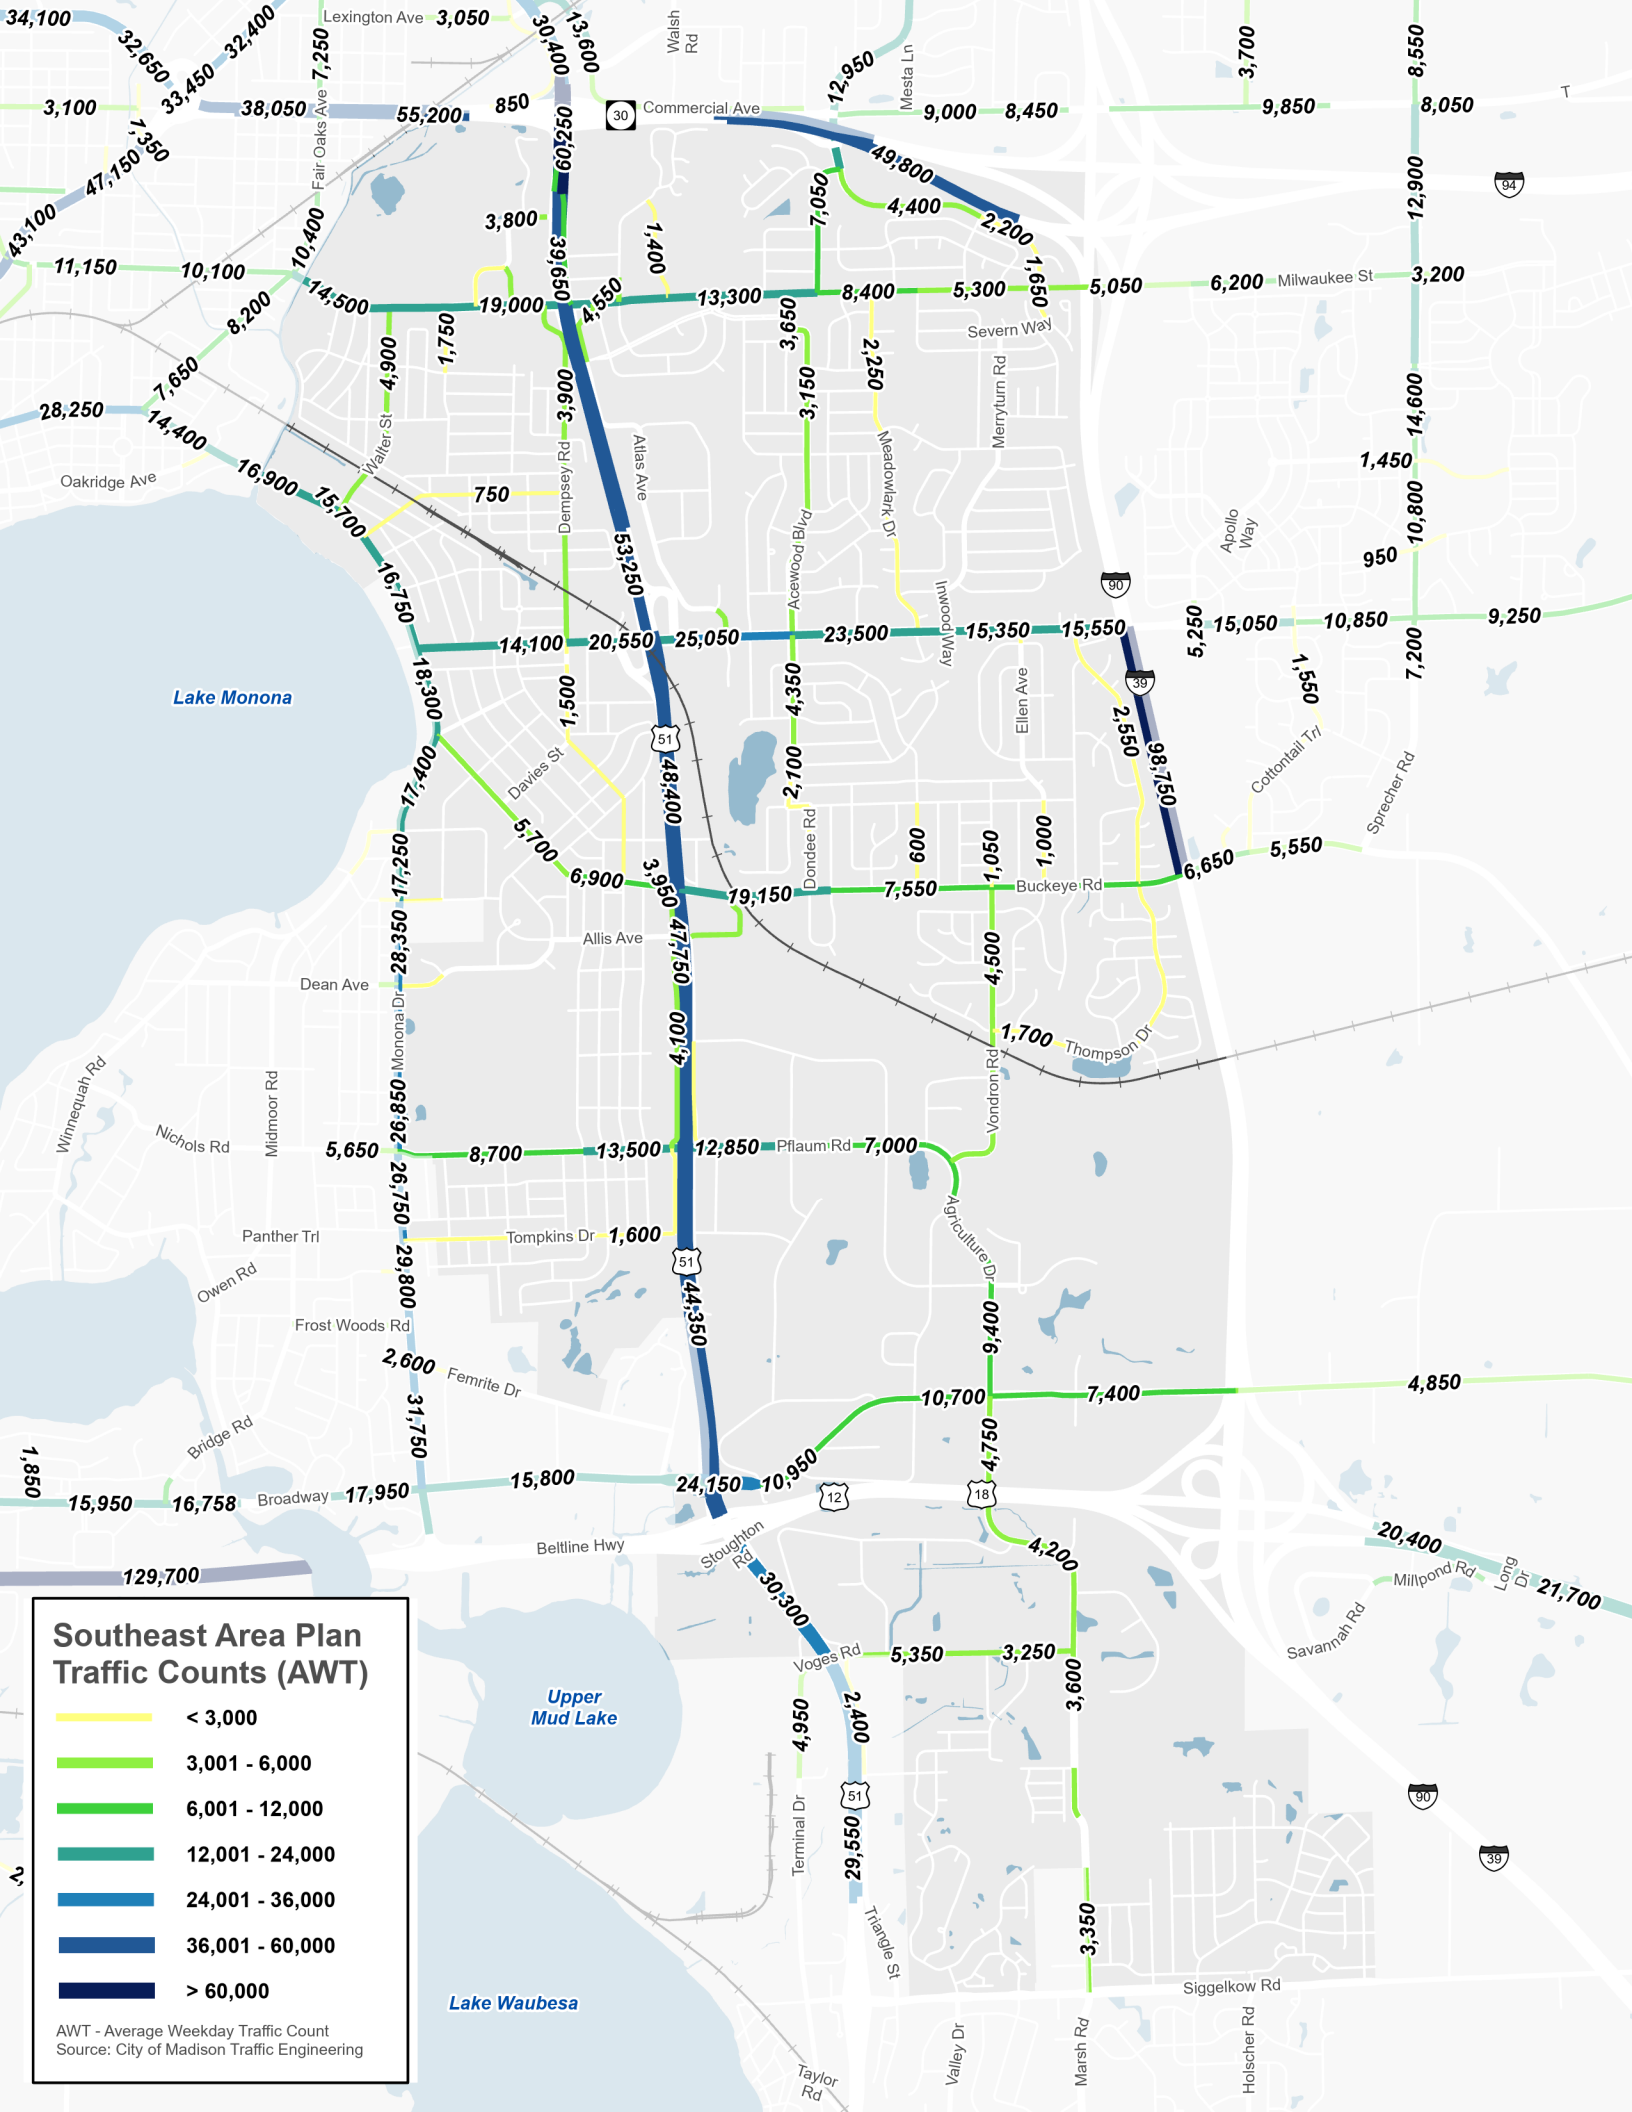 34,100
32,650
33,450
32,400
Lexington Ave
3,050
30,400
13,600
Walsh
Rd
7,250
12,950
Mesta Ln
3,700
8,550
3,100
1,350
38,050
55,200
850
30
Commercial Ave
9,000
8,450
9,850
8,050
T
47,150
43,100
Fair Oaks Ave
60,250
49,800
7,050
4,400
2,200
12,900
94
3,800
1,400
39,650
1,650
11,150
10,100
10,400
14,500
19,000
4,550
13,300
8,400
5,300
5,050
6,200
Milwaukee St
3,200
8,200
7,650
1,750
4,900
3,650
2,250
Severn Way
Merryturn Rd
28,250
14,400
3,900
3,150
14,600
Oakridge Ave
16,900
15,700
Walter St
750
Dempsey Rd
Atlas Ave
Meadowlark Dr
1,450
10,800
Apollo
Way
950
16,750
53,250
Acewood Blvd
Inwood Way
90
14,100
20,550
25,050
23,500
15,350
15,550
5,250
15,050
10,850
9,250
18,300
7,200
1,550
Lake Monona
1,500
4,350
Ellen Ave
39
2,550
51
17,400
Davies St
48,400
2,100
98,750
Cottontail Trl
Sprecher Rd
5,700
17,250
6,900
3,950
19,150
Dondee Rd
7,550
600
1,050
1,000
Buckeye Rd
6,650
5,550
28,350
Allis Ave
47,750
4,500
Dean Ave
Monona Dr
4,100
1,700
Thompson Dr
Vondron Rd
Winnequah Rd
Midmoor Rd
26,850
Nichols Rd
5,650
8,700
13,500
12,850
Pflaum Rd
7,000
26,750
Agriculture Dr
Panther Trl
Tompkins Dr
1,600
Owen Rd
29,800
51
44,350
9,400
Frost Woods Rd
2,600
Femrite Dr
10,700
7,400
4,850
Bridge Rd
31,750
4,750
1,850
15,950
16,758
Broadway
17,950
15,800
24,150
10,950
12
18
129,700
Beltline Hwy
Stoughton
Rd
4,200
20,400
Millpond Rd
Long
Dr
21,700
30,300
Savannah Rd
Voges Rd
5,350
3,250
3,600
Upper
Mud Lake
4,950
2,400
51
90
Terminal Dr
29,550
39
2,
Triangle St
3,350
Siggelkow Rd
Lake Waubesa
Valley Dr
Marsh Rd
Holscher Rd
Taylor
Rd
Southeast Area Plan
Traffic Counts (AWT)
< 3,000
3,001 - 6,000
6,001 - 12,000
12,001 - 24,000
24,001 - 36,000
36,001 - 60,000
> 60,000
AWT - Average Weekday Traffic Count
Source: City of Madison Traffic Engineering